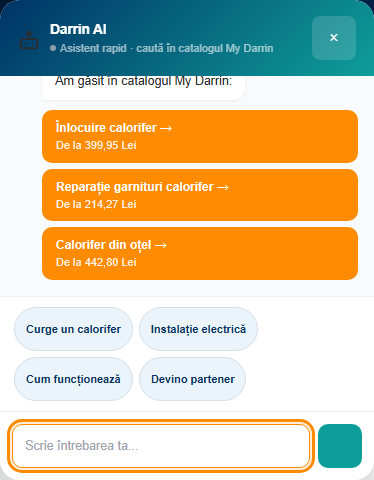 Darrin AI
Asistent rapid - caută în catalogul My Darrin
×
Am găsit în catalogul My Darrin:
Înlocuire calorifer →
De la 399,95 Lei
Reparație garnituri calorifer →
De la 214,27 Lei
Calorifer din oțel →
De la 442,80 Lei
Curge un calorifer
Instalație electrică
Cum funcționează
Devino partener
Scrie întrebarea ta...